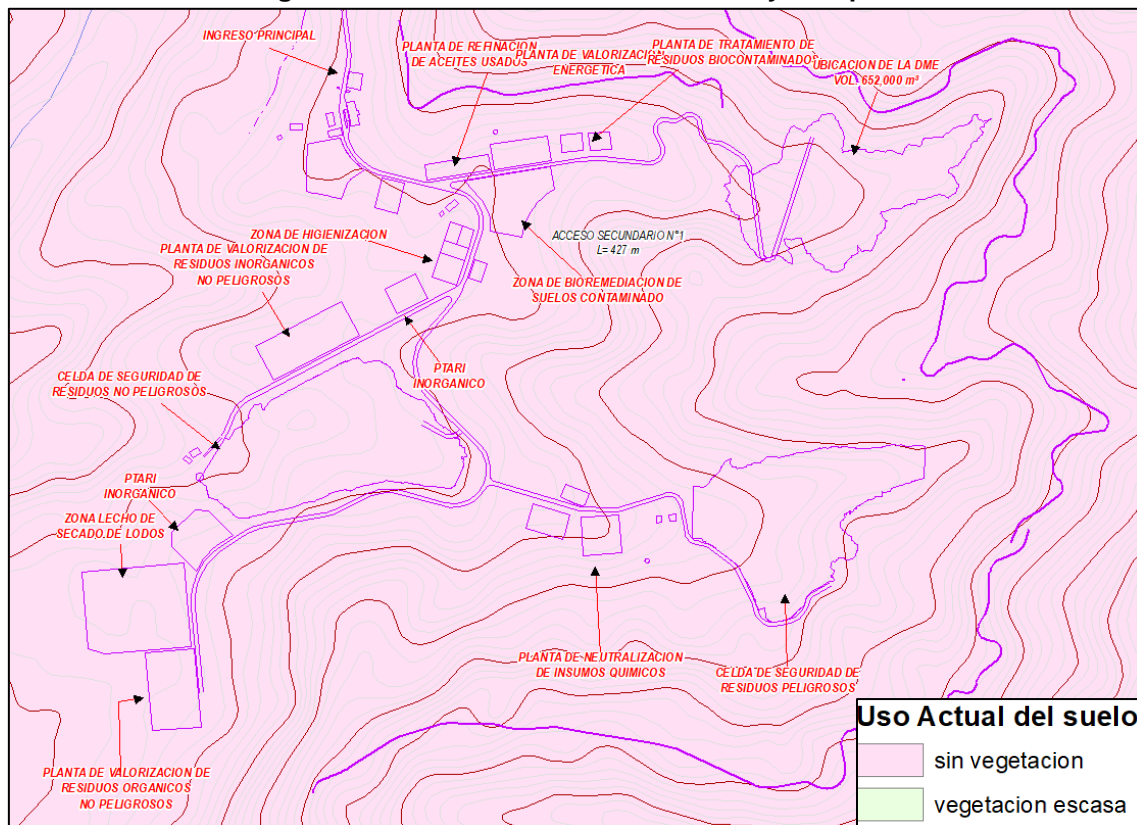 INGRESO PRINCIPAL
PLANTA DE REFINACION
DE ACEITES USADOS
PLANTA DE VALORIZACION
ENERGETICA
PLANTA DE TRATAMIENTO DE
RESIDUOS BIOCONTAMINADOS
UBICACION DE LA DME
VOL. 652,000 m³
ZONA DE HIGIENIZACION
PLANTA DE VALORIZACION DE
RESIDUOS INORGANICOS
NO PELIGROSOS
ACCESO SECUNDARIO N°1
L= 427 m
ZONA DE BIOREMEDIACION DE
SUELOS CONTAMINADO
PTARI
INORGANICO
CELDA DE SEGURIDAD DE
RESIDUOS NO PELIGROSOS
PTARI
INORGANICO
ZONA LECHO DE
SECADO DE LODOS
PLANTA DE NEUTRALIZACION
DE INSUMOS QUIMICOS
CELDA DE SEGURIDAD DE
RESIDUOS PELIGROSOS
PLANTA DE VALORIZACION DE
RESIDUOS ORGANICOS
NO PELIGROSOS
Uso Actual del suelo
sin vegetacion
vegetacion escasa